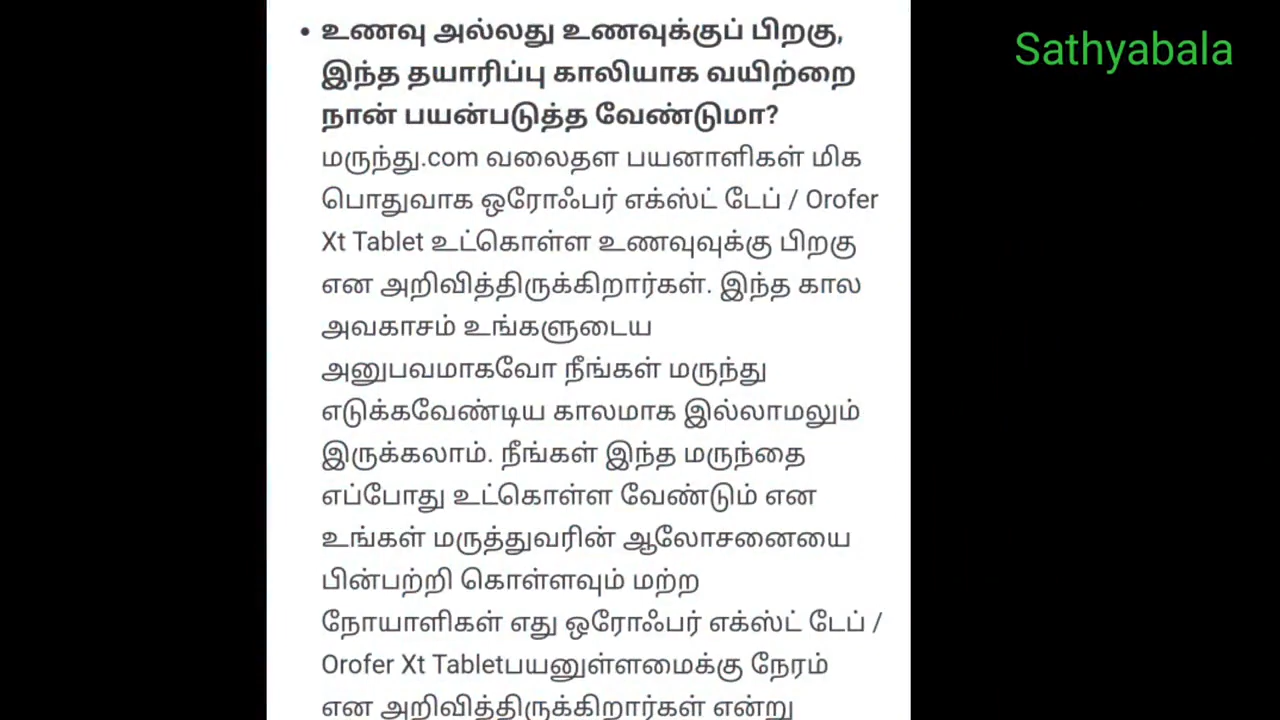 Sathyabala
• உணவு அல்லது உணவுக்குப் பிறகு,
இந்த தயாரிப்பு காலியாக வயிற்றை
நான் பயன்படுத்த வேண்டுமா?
மருந்து.com வலைதள பயனாளிகள் மிக
பொதுவாக ஒரோஃபர் எக்ஸ்ட் டேப் / Orofer
Xt Tablet உட்கொள்ள உணவுவுக்கு பிறகு
என அறிவித்திருக்கிறார்கள். இந்த கால
அவகாசம் உங்களுடைய
அனுபவமாகவோ நீங்கள் மருந்து
எடுக்கவேண்டிய காலமாக இல்லாமலும்
இருக்கலாம். நீங்கள் இந்த மருந்தை
எப்போது உட்கொள்ள வேண்டும் என
உங்கள் மருத்துவரின் ஆலோசனையை
பின்பற்றி கொள்ளவும் மற்ற
நோயாளிகள் எது ஒரோஃபர் எக்ஸ்ட் டேப் /
Orofer Xt Tabletபயனுள்ளமைக்கு நேரம்
என அறிவித்திருக்கிறார்கள் என்று